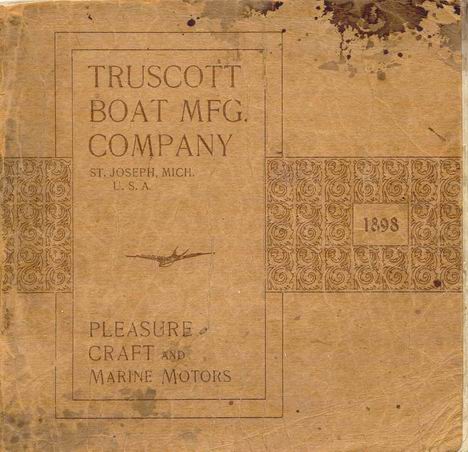 TRUSCOTT
BOAT MFG.
COMPANY
ST. JOSEPH, MICH.
U. S. A.
1898
PLEASURE
CRAFT AND
MARINE MOTORS